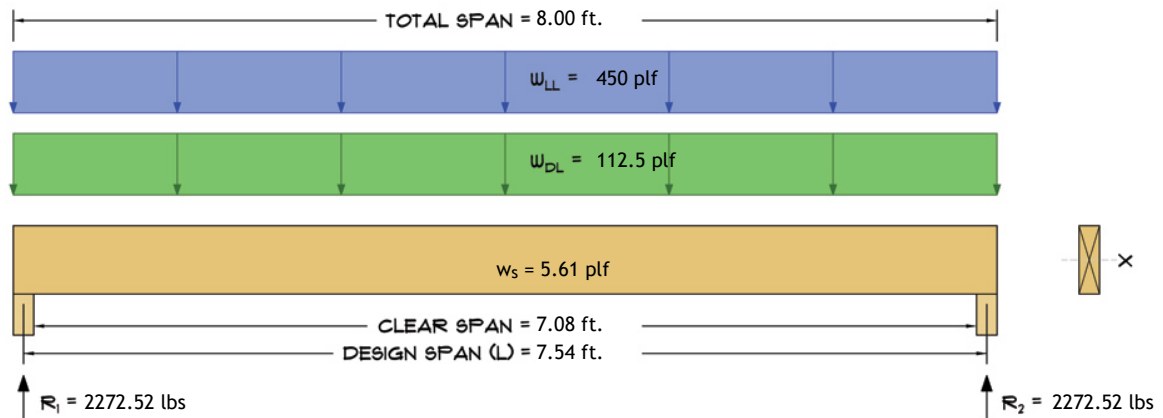 TOTAL SPAN = 8.00 ft.
WLL = 450 plf
WDL = 112.5 plf
ws = 5.61 plf
X
CLEAR SPAN = 7.08 ft.
DESIGN SPAN (L) = 7.54 ft.
R1 = 2272.52 lbs
R2 = 2272.52 lbs